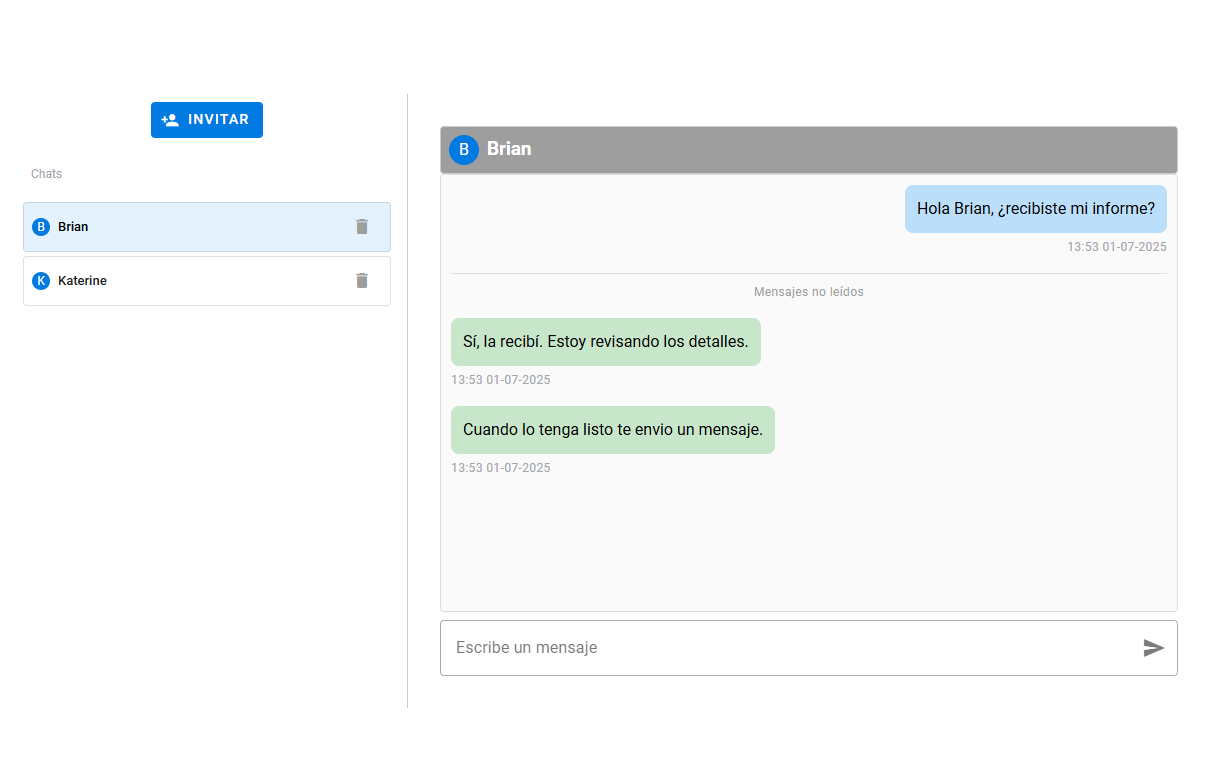 INVITAR
Chats
B Brian
K Katerine
B Brian
Hola Brian, ¿recibiste mi informe?
13:53 01-07-2025
Mensajes no leídos
Sí, la recibí. Estoy revisando los detalles.
13:53 01-07-2025
Cuando lo tenga listo te envio un mensaje.
13:53 01-07-2025
Escribe un mensaje